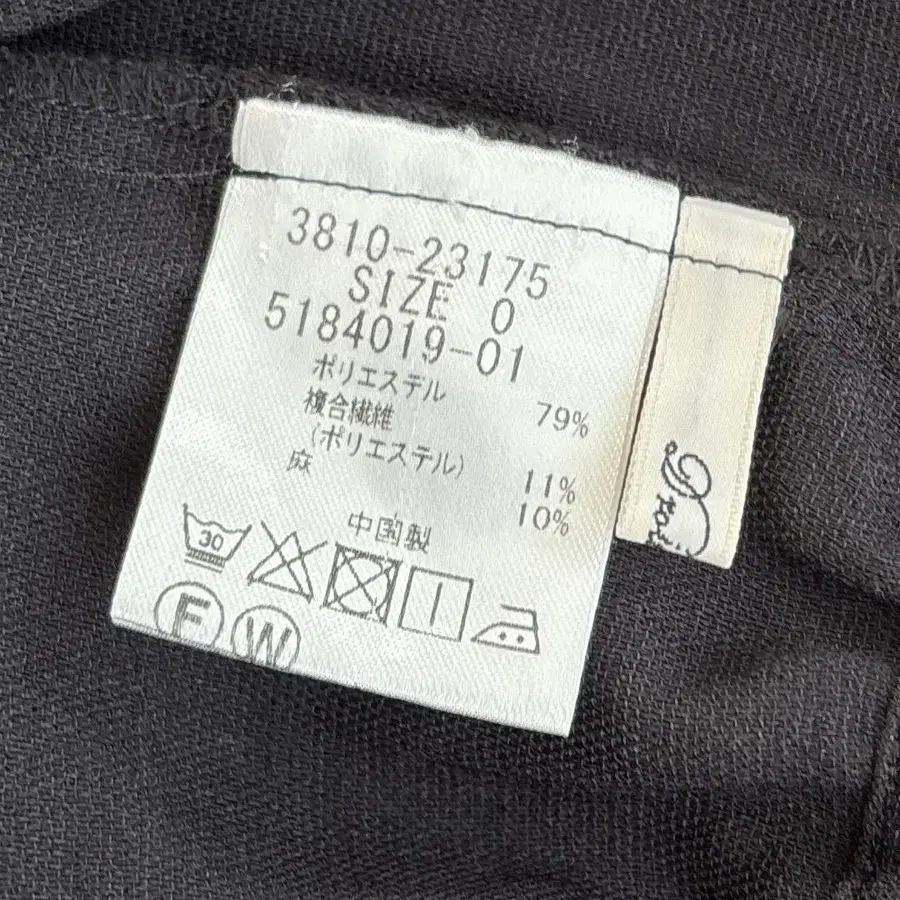 3810-23175
SIZE 0
5184019-01
ポリエステル 79%
複合繊維
(ポリエステル) 11%
麻 10%
中国製
30
F W